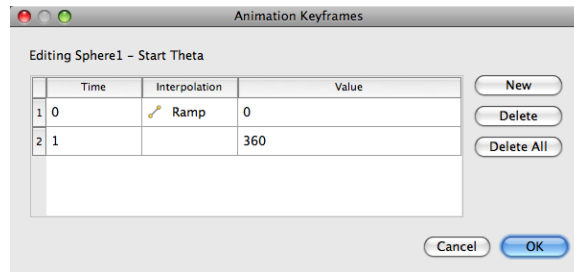 Animation Keyframes
Editing Sphere1 – Start Theta
Time Interpolation Value
1 0 Ramp 0
2 1 360
New
Delete
Delete All
Cancel OK